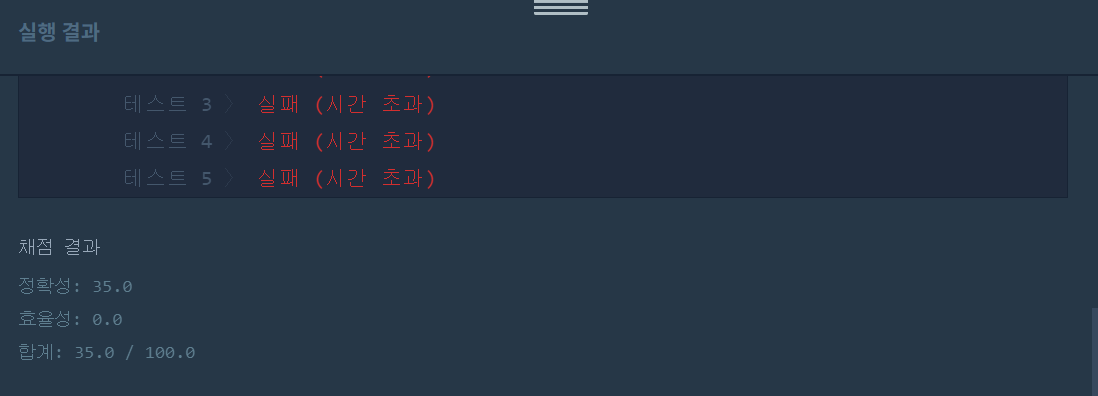 실행 결과
테스트 3 〉 실패 (시간 초과)
테스트 4 〉 실패 (시간 초과)
테스트 5 〉 실패 (시간 초과)
채점 결과
정확성: 35.0
효율성: 0.0
합계: 35.0 / 100.0